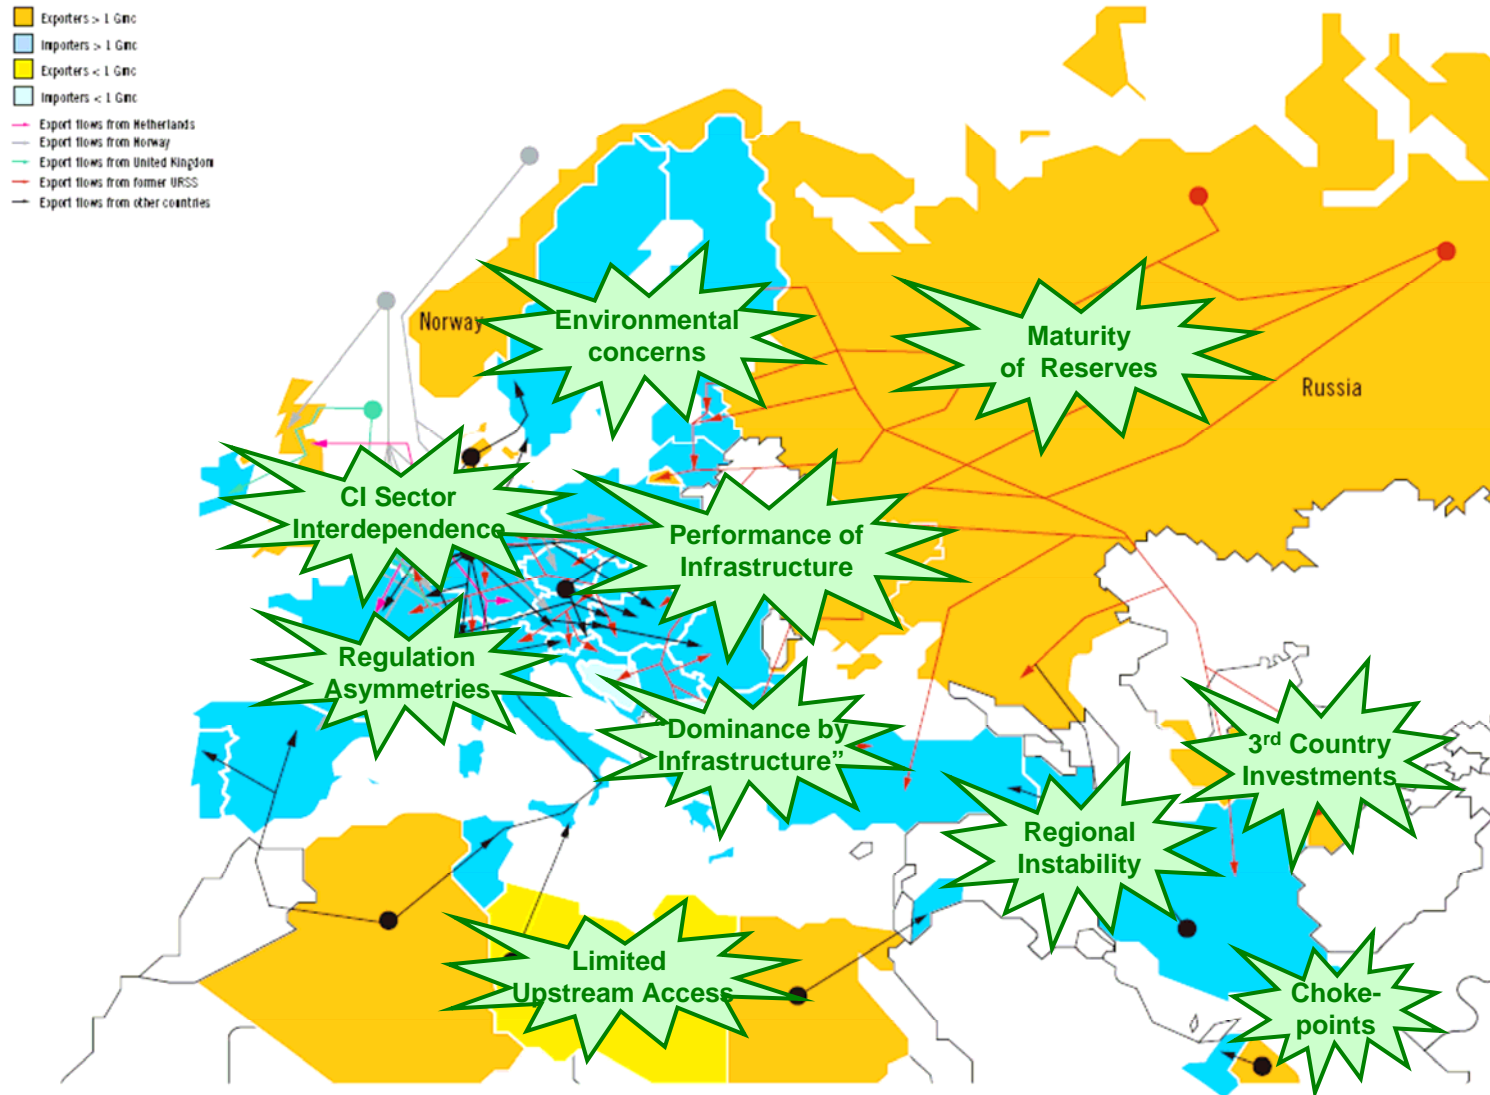 Exporters > 1 Gmc
Importers > 1 Gmc
Exporters < 1 Gmc
Importers < 1 Gmc
Export flows from Netherlands
Export flows from Norway
Export flows from United Kingdom
Export flows from former URSS
Export flows from other countries
Norway
Environmental
concerns
Maturity
of Reserves
Russia
CI Sector
Interdependence
Performance of
Infrastructure
Regulation
Asymmetries
"Dominance by
Infrastructure”
3rd Country
Investments
Regional
Instability
Limited
Upstream Access
Choke-
points